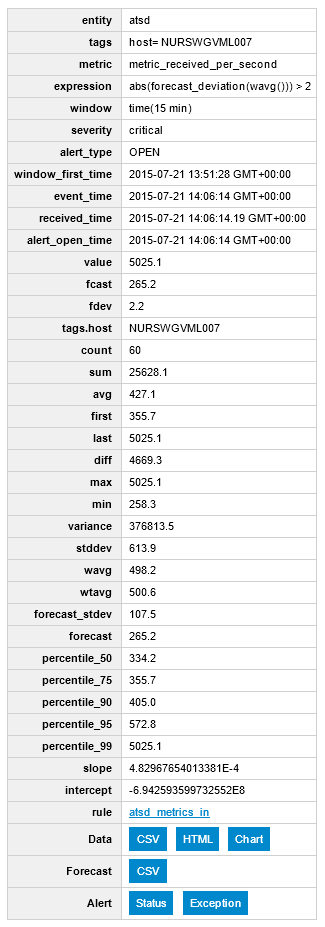 entity atsd
tags host= NURSWGVML007
metric metric_received_per_second
expression abs(forecast_deviation(wavg())) > 2
window time(15 min)
severity critical
alert_type OPEN
window_first_time 2015-07-21 13:51:28 GMT+00:00
event_time 2015-07-21 14:06:14 GMT+00:00
received_time 2015-07-21 14:06:14.19 GMT+00:00
alert_open_time 2015-07-21 14:06:14 GMT+00:00
value 5025.1
fcast 265.2
fdev 2.2
tags.host NURSWGVML007
count 60
sum 25628.1
avg 427.1
first 355.7
last 5025.1
diff 4669.3
max 5025.1
min 258.3
variance 376813.5
stddev 613.9
wavg 498.2
wtavg 500.6
forecast_stdev 107.5
forecast 265.2
percentile_50 334.2
percentile_75 355.7
percentile_90 405.0
percentile_95 572.8
percentile_99 5025.1
slope 4.82967654013381E-4
intercept -6.942593599732552E8
rule atsd_metrics_in
Data CSV HTML Chart
Forecast CSV
Alert Status Exception